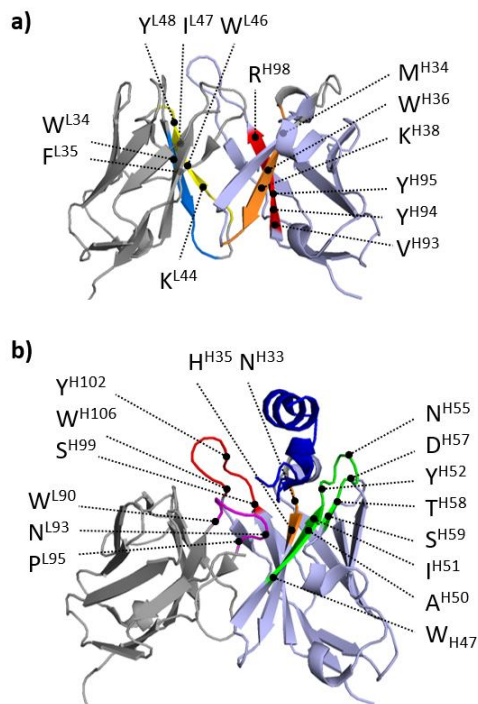 a)
Y^L48 I^L47 W^L46
R^H98
M^H34
W^H36
K^H38
W^L34
F^L35
Y^H95
Y^H94
V^H93
K^L44
b)
H^H35 N^H33
Y^H102
W^H106
S^H99
N^H55
D^H57
Y^H52
T^H58
S^H59
I^H51
A^H50
W_H47
W^L90
N^L93
P^L95